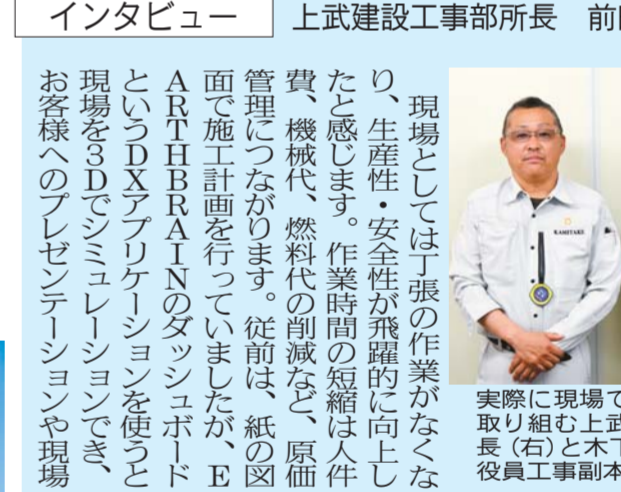 インタビュー
上武建設工事部所長 前
現場としては丁張の作業がなくな
り、生産性・安全性が飛躍的に向上し
たと感じます。作業時間の短縮は人件
費、機械代、燃料代の削減など、原価
管理につながります。従前は、紙の図
面で施工計画を行っていましたが、E
ARTHBRAINのダッシュボード
というDXアプリケーションを使うと
現場を3Dでシミュレーションでき、
お客様へのプレゼンテーションや現場
KAMITAKE
実際に現場で
取り組む上武
長（右）と木下
役員工事副本